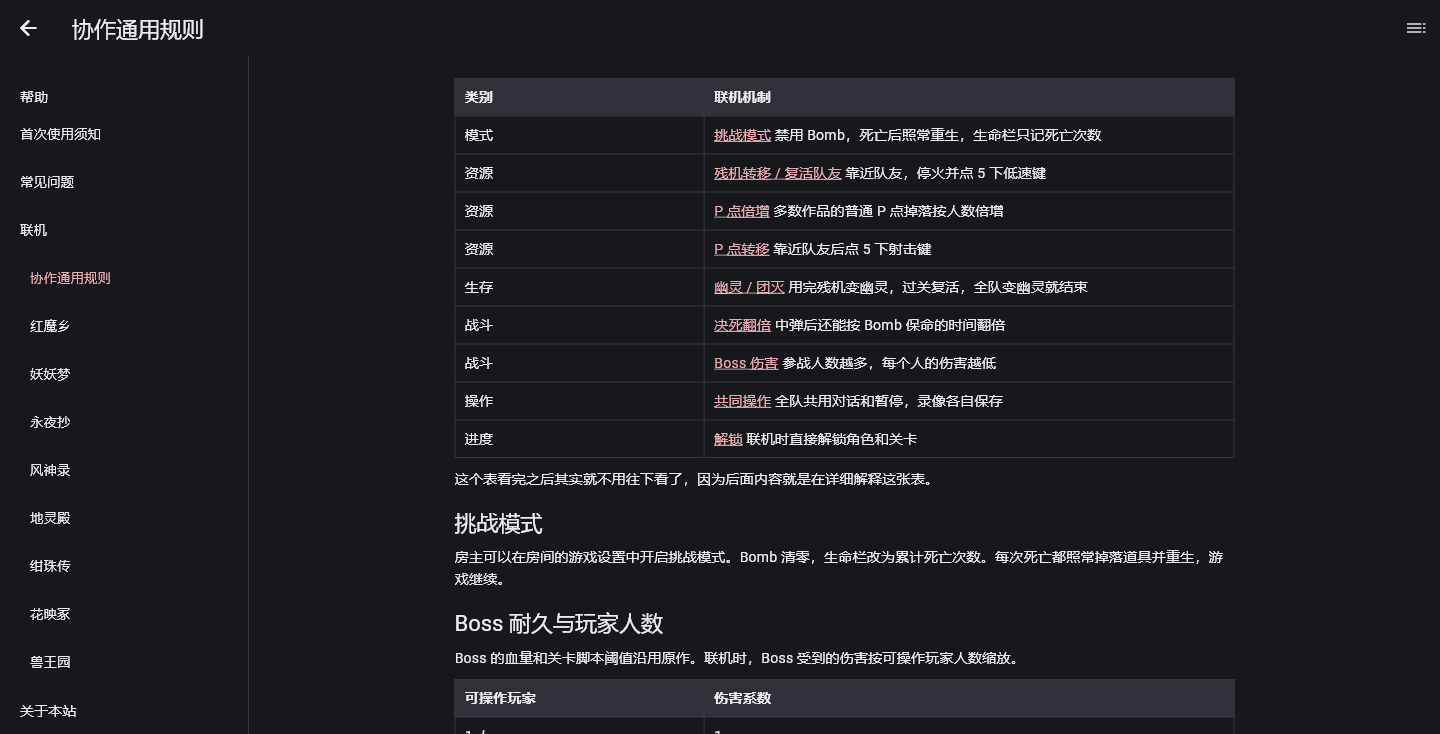 协作通用规则
帮助
首次使用须知
常见问题
联机
协作通用规则
红魔乡
妖妖梦
永夜抄
风神录
地灵殿
绀珠传
花映冢
兽王园
关于本站
类别 联机机制
模式 挑战模式 禁用 Bomb，死亡后照常重生，生命栏只记死亡次数
资源 残机转移 / 复活队友 靠近队友，停火并点 5 下低速键
资源 P 点倍增 多数作品的普通 P 点掉落按人数倍增
资源 P 点转移 靠近队友后点 5 下射击键
生存 幽灵 / 团灭 用完残机变幽灵，过关复活，全队变幽灵就结束
战斗 决死翻倍 中弹后还能按 Bomb 保命的时间翻倍
战斗 Boss 伤害 参战人数越多，每个人的伤害越低
操作 共同操作 全队共用对话和暂停，录像各自保存
进度 解锁 联机时直接解锁角色和关卡
这个表看完之后其实就不用往下看了，因为后面内容就是在详细解释这张表。
挑战模式
房主可以在房间的游戏设置中开启挑战模式。Bomb 清零，生命栏改为累计死亡次数。每次死亡都照常掉落道具并重生，游
戏继续。
Boss 耐久与玩家人数
Boss 的血量和关卡脚本阈值沿用原作。联机时，Boss 受到的伤害按可操作玩家人数缩放。
可操作玩家 伤害系数